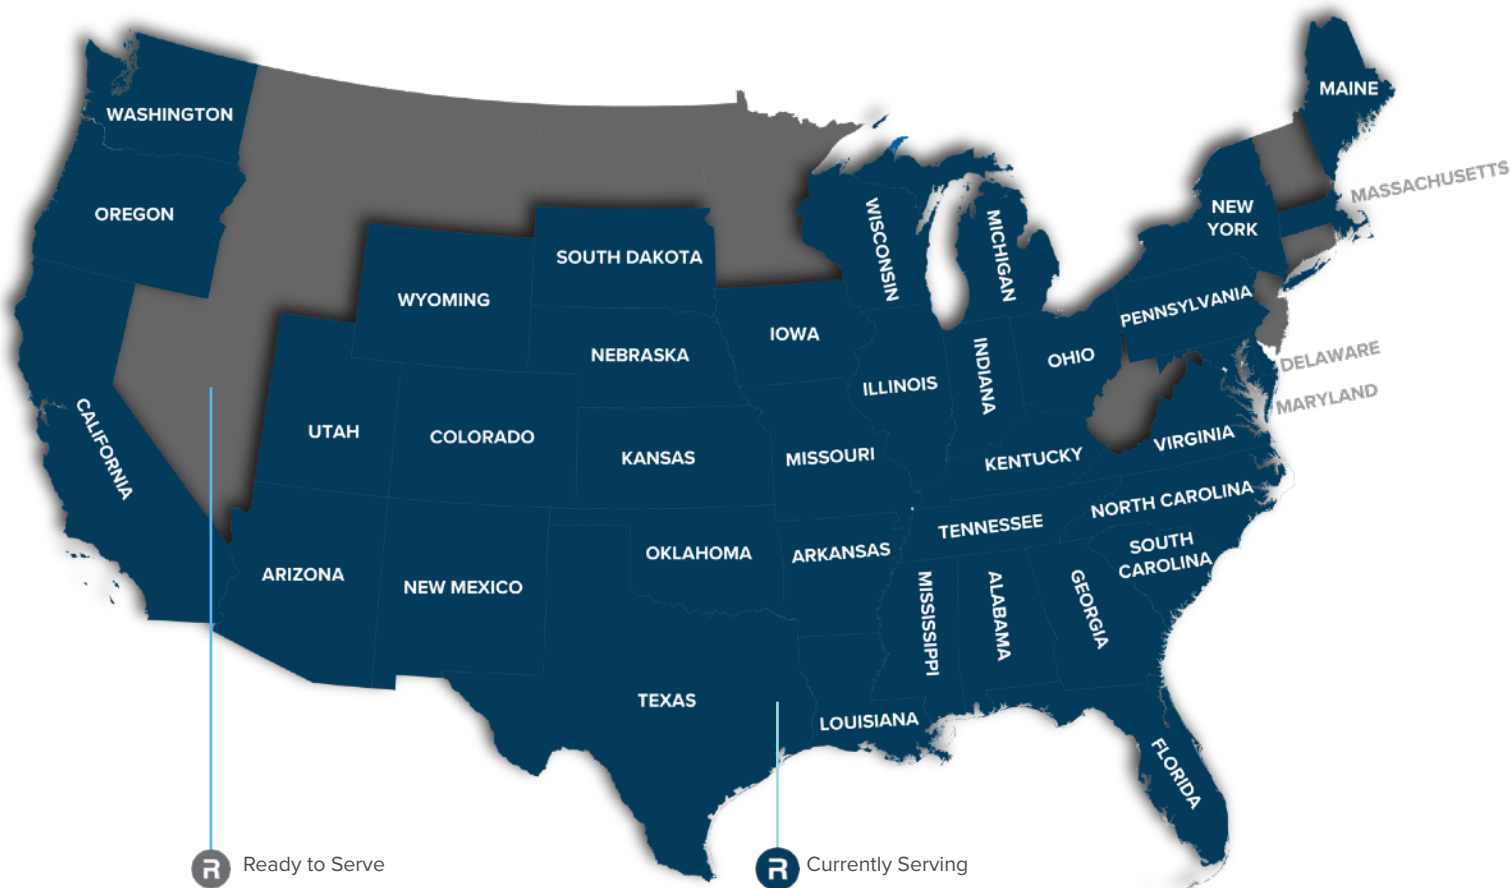 WASHINGTON
MAINE
MASSACHUSETTS
OREGON
NEW
YORK
WISCONSIN
MICHIGAN
SOUTH DAKOTA
WYOMING
PENNSYLVANIA
IOWA
NEBRASKA
INDIANA
OHIO
DELAWARE
ILLINOIS
MARYLAND
CALIFORNIA
UTAH
COLORADO
KANSAS
MISSOURI
KENTUCKY
VIRGINIA
NORTH CAROLINA
TENNESSEE
OKLAHOMA
ARKANSAS
SOUTH
CAROLINA
ARIZONA
NEW MEXICO
MISSISSIPPI
ALABAMA
GEORGIA
TEXAS
LOUISIANA
FLORIDA
R Ready to Serve
R Currently Serving